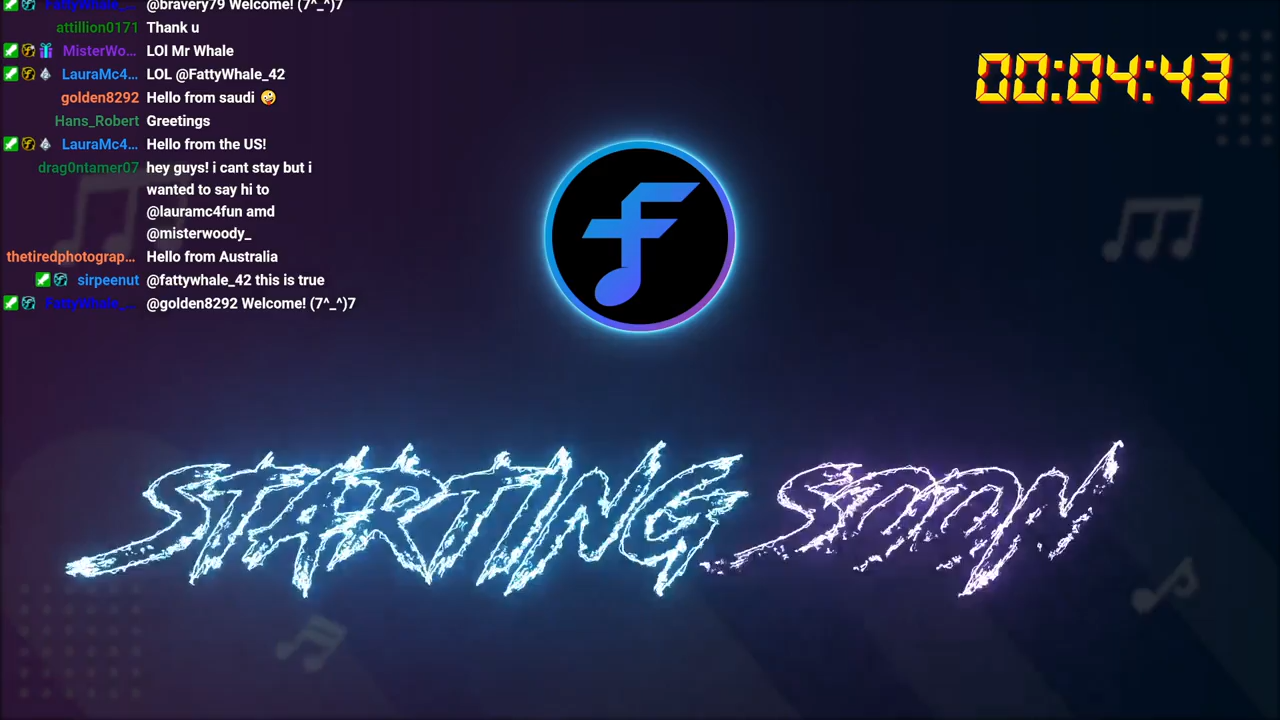 FattyWhale_... @bravery79 Welcome! (7^_^)7
attillion0171 Thank u
MisterWo... LOl Mr Whale
LauraMc4... LOL @FattyWhale_42
golden8292 Hello from saudi 🤪
Hans_Robert Greetings
LauraMc4... Hello from the US!
drag0ntamer07 hey guys! i cant stay but i
wanted to say hi to
@lauramc4fun amd
@misterwoody_
thetiredphotograp... Hello from Australia
sirpeenut @fattywhale_42 this is true
FattyWhale_... @golden8292 Welcome! (7^_^)7
00:04:43
STARTING SOON